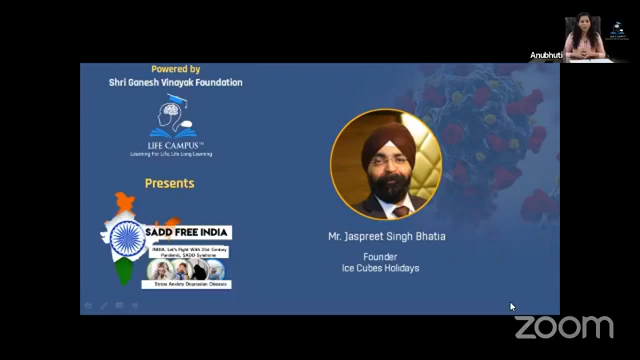 Powered by
Shri Ganesh Vinayak Foundation
LIFE CAMPUS™
Learning For Life, Life Long Learning
Presents
SADD FREE INDIA
INDIA, Let's Fight With 21st Century
Pandemic, SADD Syndrome
Stress Anxiety Depression Diseases
Mr. Jaspreet Singh Bhatia
Founder
Ice Cubes Holidays
Anubhuti
zoom